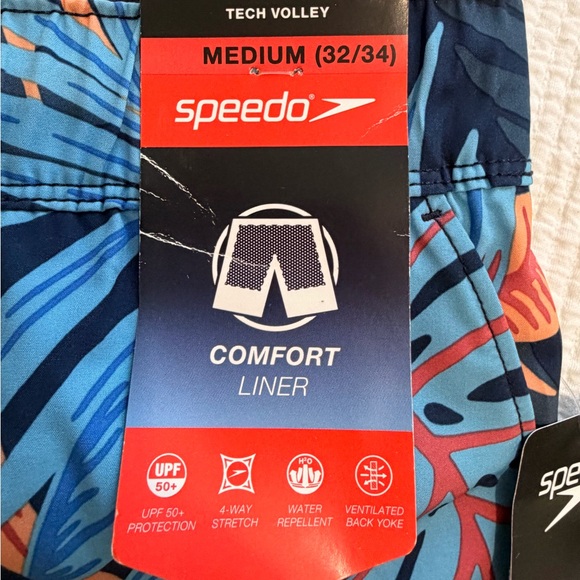 TECH VOLLEY
MEDIUM (32/34)
speedo®
COMFORT
LINER
UPF
50+
UPF 50+
PROTECTION
4-WAY
STRETCH
H²O
WATER
REPELLENT
VENTILATED
BACK YOKE
spe